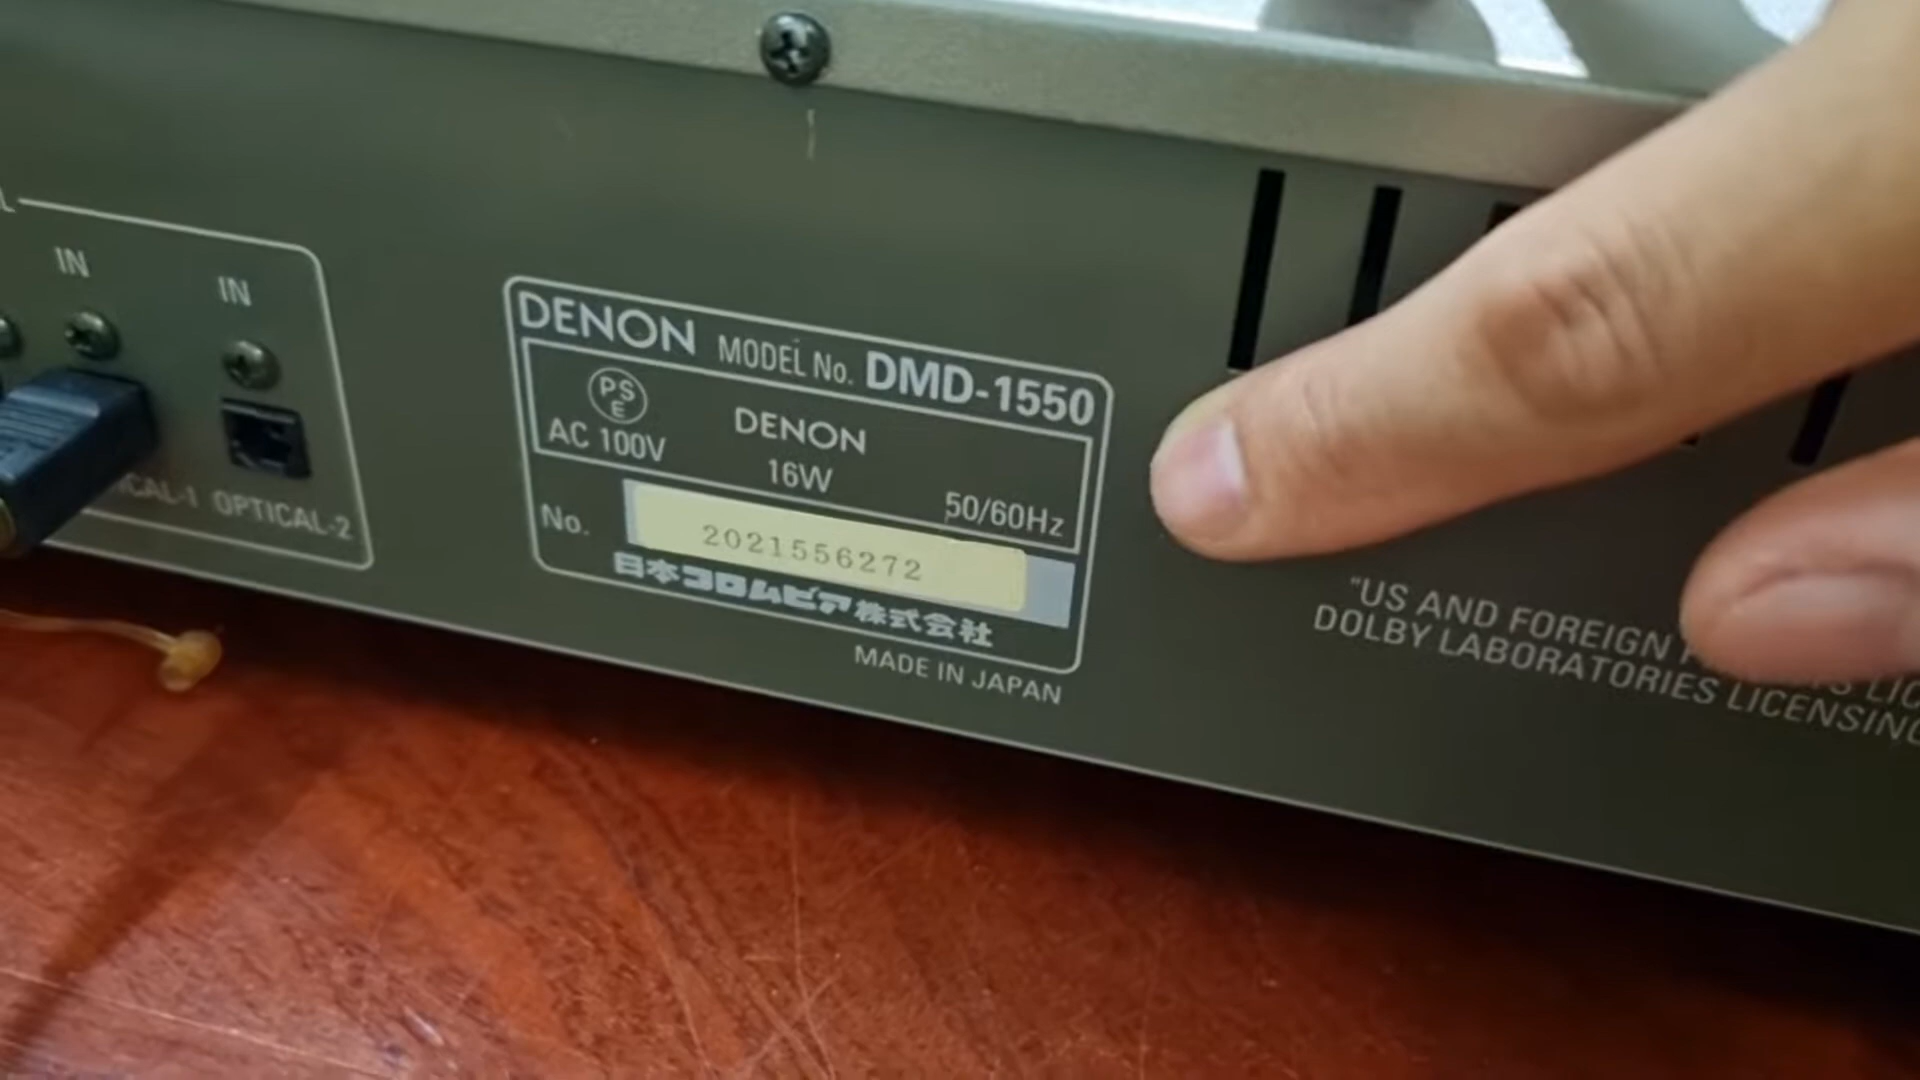 IN
IN
OPTICAL-2
DENON MODEL No. DMD-1550
PS
E
AC 100V
DENON
16W
50/60Hz
No.
2021556272
日本コロムビア株式会社
MADE IN JAPAN
"US AND FOREIGN
DOLBY LABORATORIES LICENSING